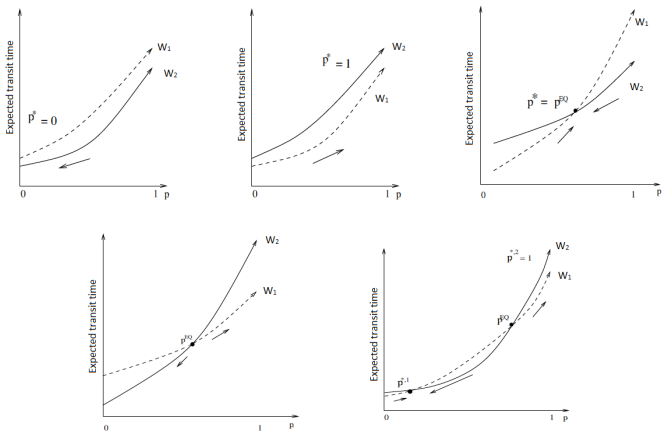 Expected transit time
W₁
W₂
p* = 0
0
1 p
Expected transit time
p* = 1
W₂
W₁
0
1 p
Expected transit time
W₁
p* = pEQ
W₂
0
1
p
Expected transit time
W₂
W₁
pEQ
0
1
p
Expected transit time
p*,2 = 1
W₂
W₁
pEQ
p*,1
0
1 p